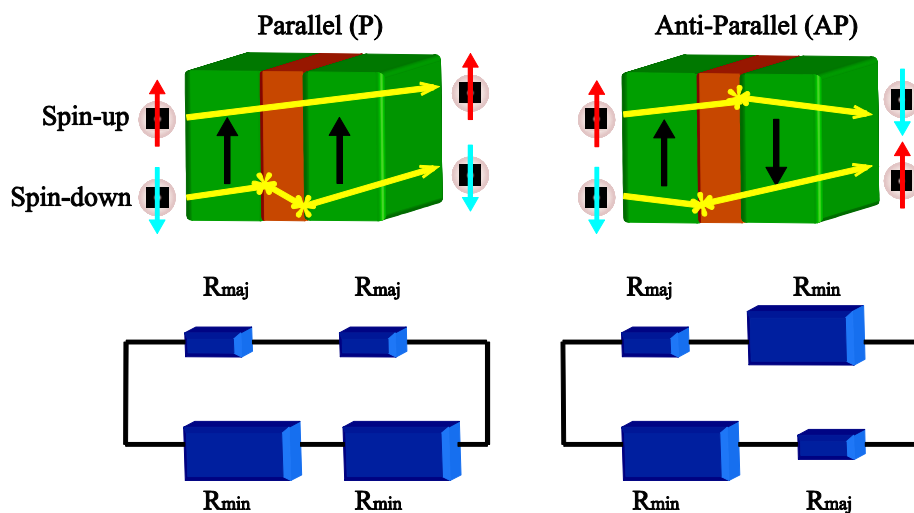 Parallel (P)
Anti-Parallel (AP)
Spin-up
Spin-down
Rmaj
Rmaj
Rmin
Rmin
Rmaj
Rmin
Rmin
Rmaj